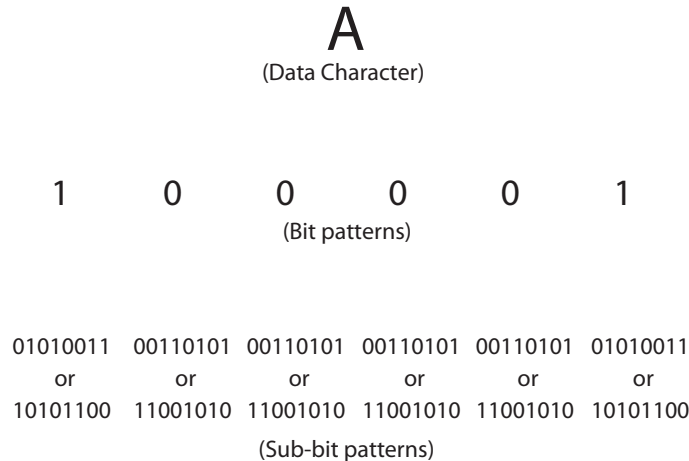 A
(Data Character)
1 0 0 0 0 1
(Bit patterns)
01010011 00110101 00110101 00110101 00110101 01010011
or or or or or or
10101100 11001010 11001010 11001010 11001010 10101100
(Sub-bit patterns)